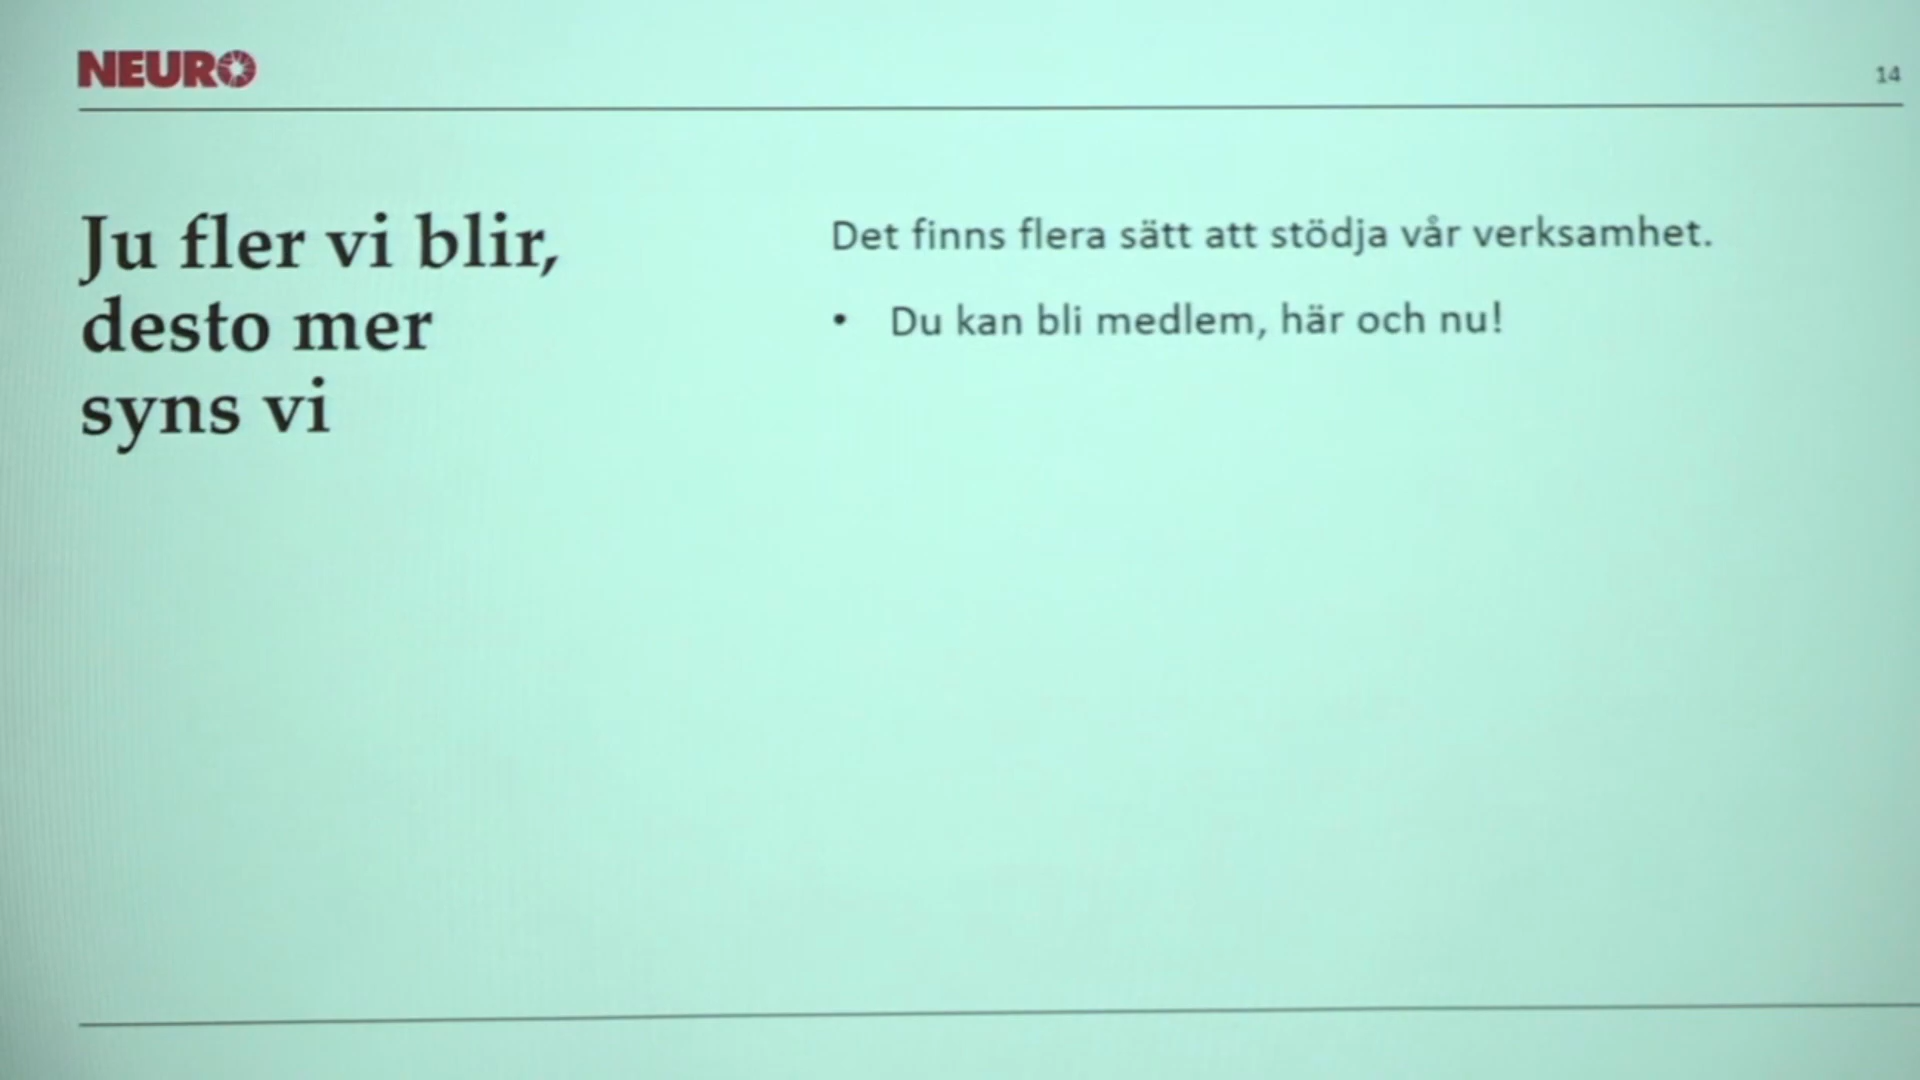 NEURO
14
Ju fler vi blir,
desto mer
syns vi
Det finns flera sätt att stödja vår verksamhet.
• Du kan bli medlem, här och nu!